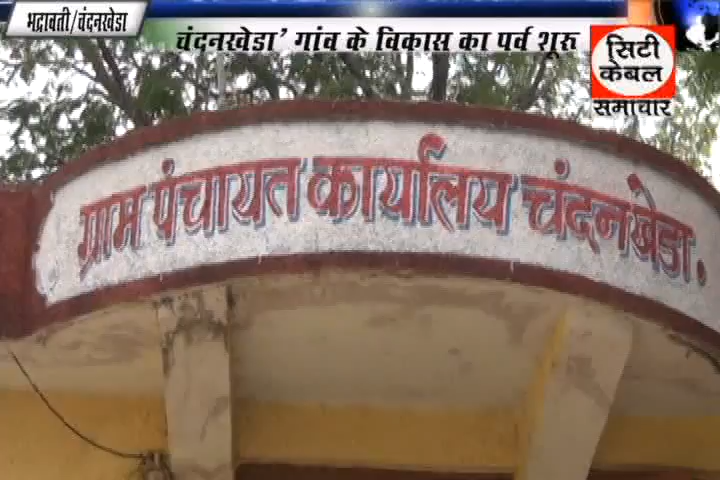 भद्रावती/चंदनखेडा
चंदनखेडा' गांव के विकास का पर्व शूरू
सिटी
केबल
समाचार
ग्राम पंचायत कार्यालय चंदनखेडा.